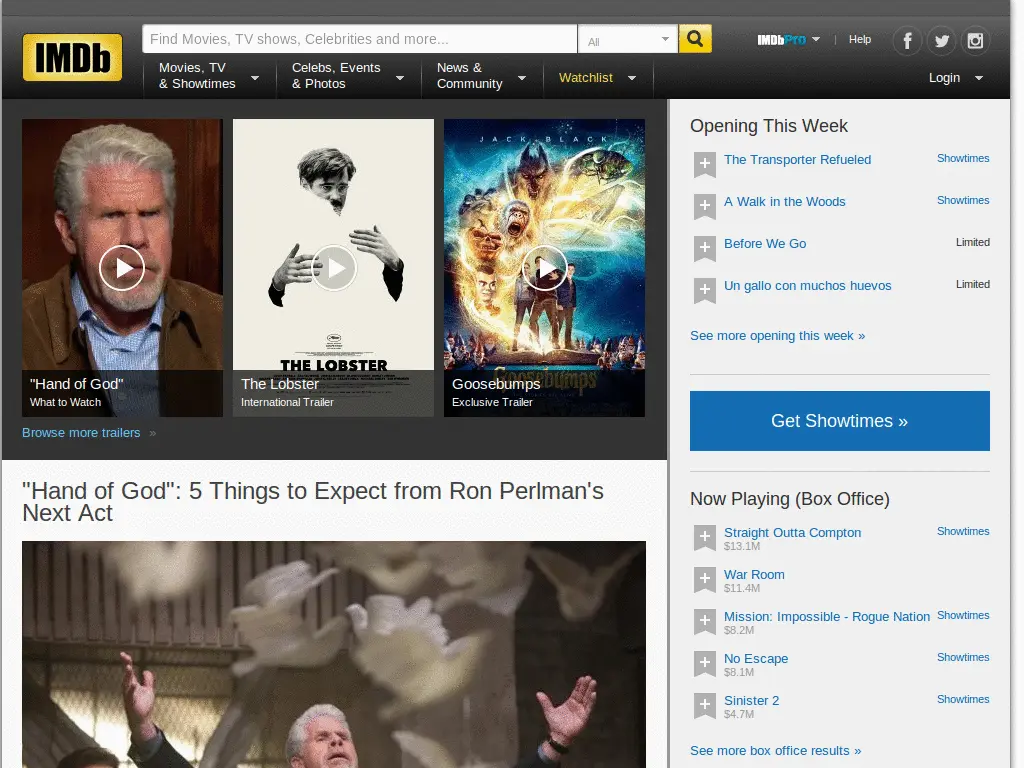 IMDb
Find Movies, TV shows, Celebrities and more...
All
IMDbPro
Help
Movies, TV
& Showtimes
Celebs, Events
& Photos
News &
Community
Watchlist
Login
JACK BLACK
THE LOBSTER
Goosebumps
"Hand of God"
What to Watch
The Lobster
International Trailer
Goosebumps
Exclusive Trailer
Browse more trailers »
"Hand of God": 5 Things to Expect from Ron Perlman's
Next Act
Opening This Week
The Transporter Refueled Showtimes
A Walk in the Woods Showtimes
Before We Go Limited
Un gallo con muchos huevos Limited
See more opening this week »
Get Showtimes »
Now Playing (Box Office)
Straight Outta Compton Showtimes
$13.1M
War Room
$11.4M
Mission: Impossible - Rogue Nation Showtimes
$8.2M
No Escape Showtimes
$8.1M
Sinister 2 Showtimes
$4.7M
See more box office results »